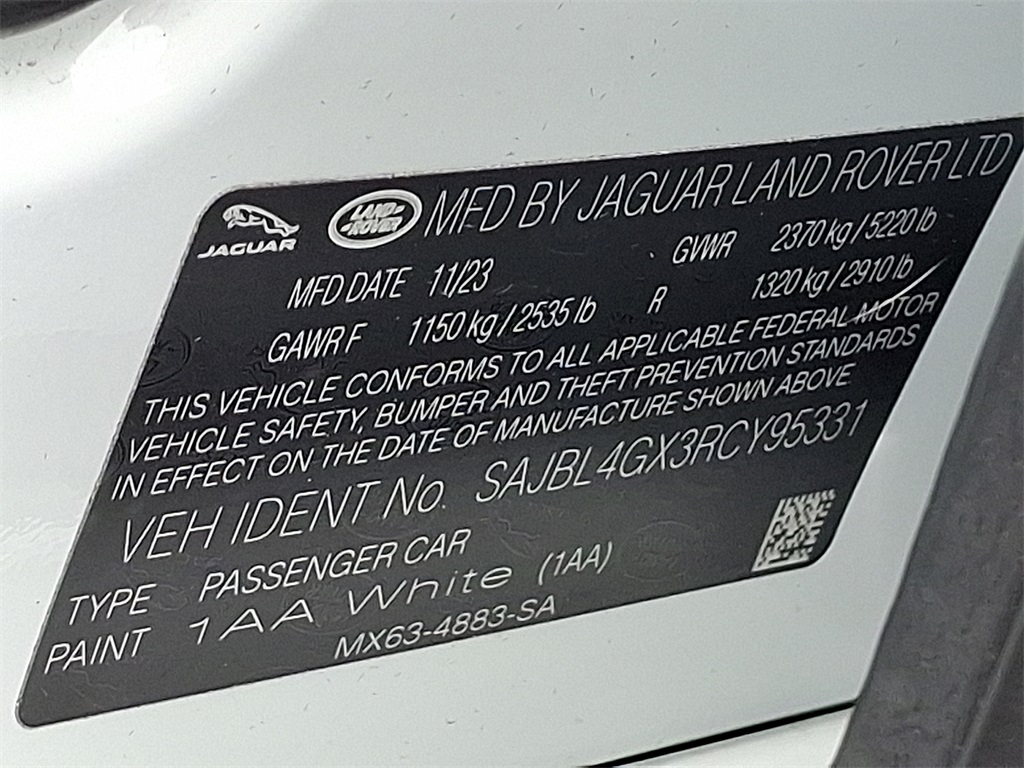 JAGUAR LAND ROVER MFD BY JAGUAR LAND ROVER LTD
MFD DATE 11/23 GVWR 2370 kg / 5220 lb
GAWR F 1150 kg / 2535 lb R 1320 kg / 2910 lb
THIS VEHICLE CONFORMS TO ALL APPLICABLE FEDERAL MOTOR
VEHICLE SAFETY, BUMPER AND THEFT PREVENTION STANDARDS
IN EFFECT ON THE DATE OF MANUFACTURE SHOWN ABOVE
VEH IDENT No. SAJBL4GX3RCY95331
TYPE PASSENGER CAR
PAINT 1AA White (1AA)
MX63-4883-SA